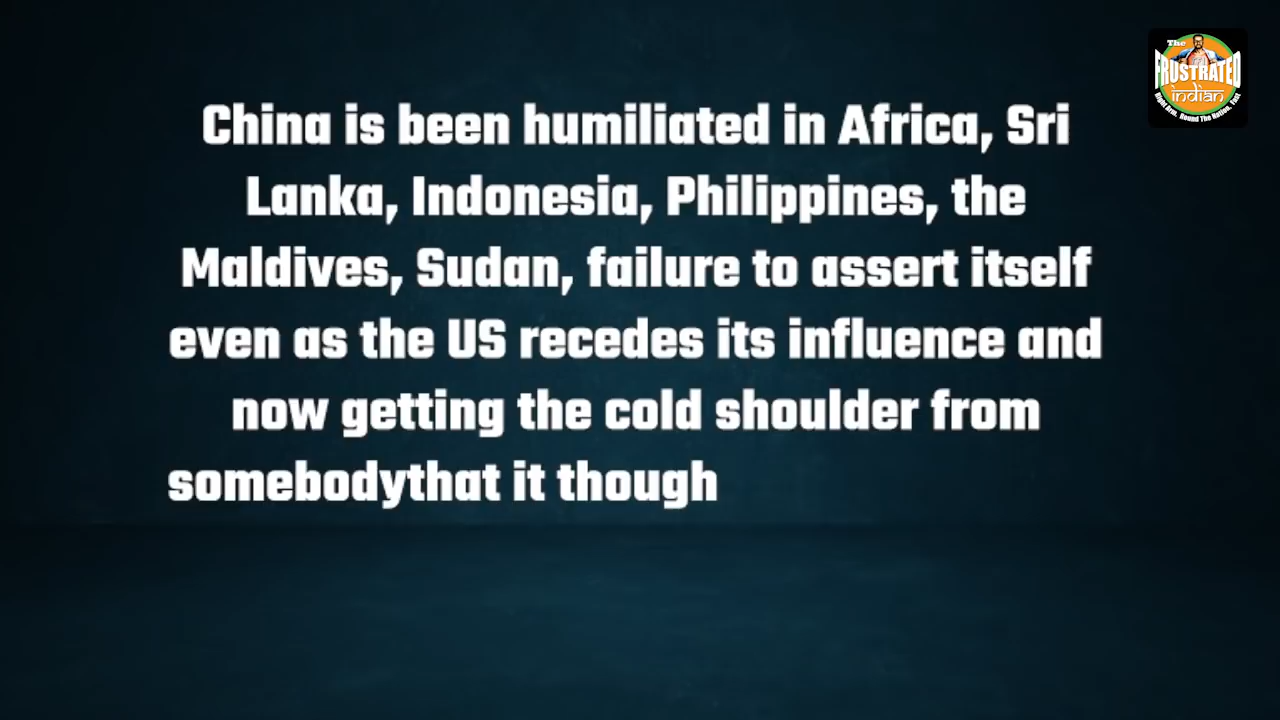 The
FRUSTRATED
indian
China is been humiliated in Africa, Sri
Lanka, Indonesia, Philippines, the
Maldives, Sudan, failure to assert itself
even as the US recedes its influence and
now getting the cold shoulder from
somebodythat it though